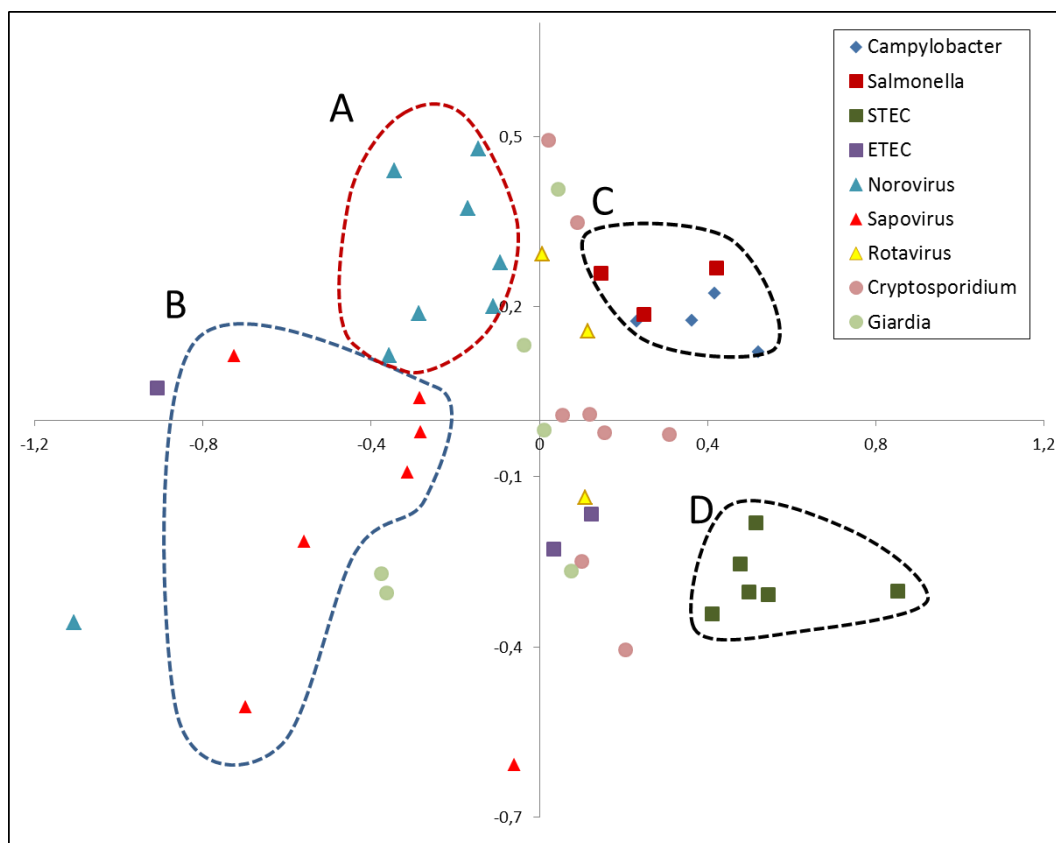 Campylobacter
Salmonella
STEC
ETEC
Norovirus
Sapovirus
Rotavirus
Cryptosporidium
Giardia
A
B
C
D
0,5
0,2
-1,2
-0,8
-0,4
0
0,4
0,8
1,2
-0,1
-0,4
-0,7